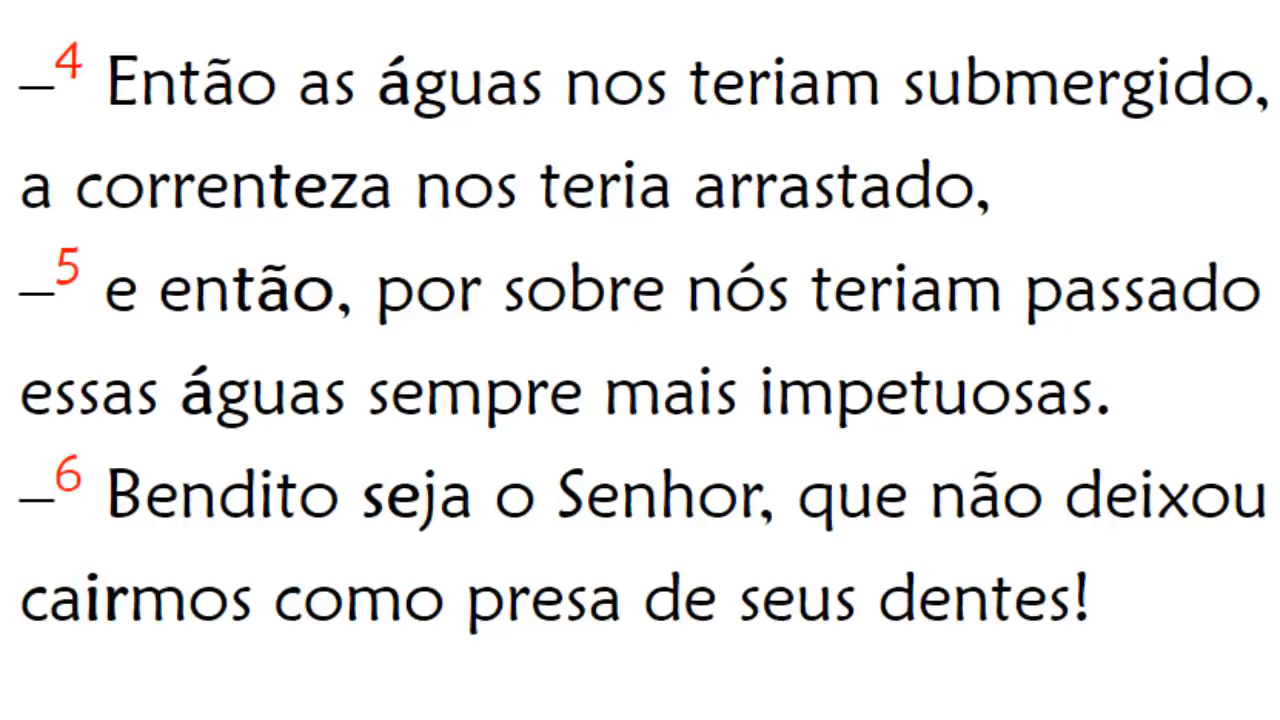 –4 Então as águas nos teriam submergido,
a correnteza nos teria arrastado,
–5 e então, por sobre nós teriam passado
essas águas sempre mais impetuosas.
–6 Bendito seja o Senhor, que não deixou
cairmos como presa de seus dentes!